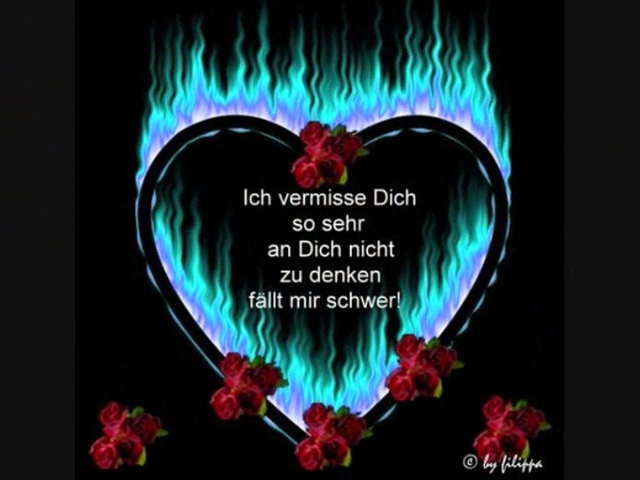 Ich vermisse Dich
so sehr
an Dich nicht
zu denken
fällt mir schwer!
© by filippa